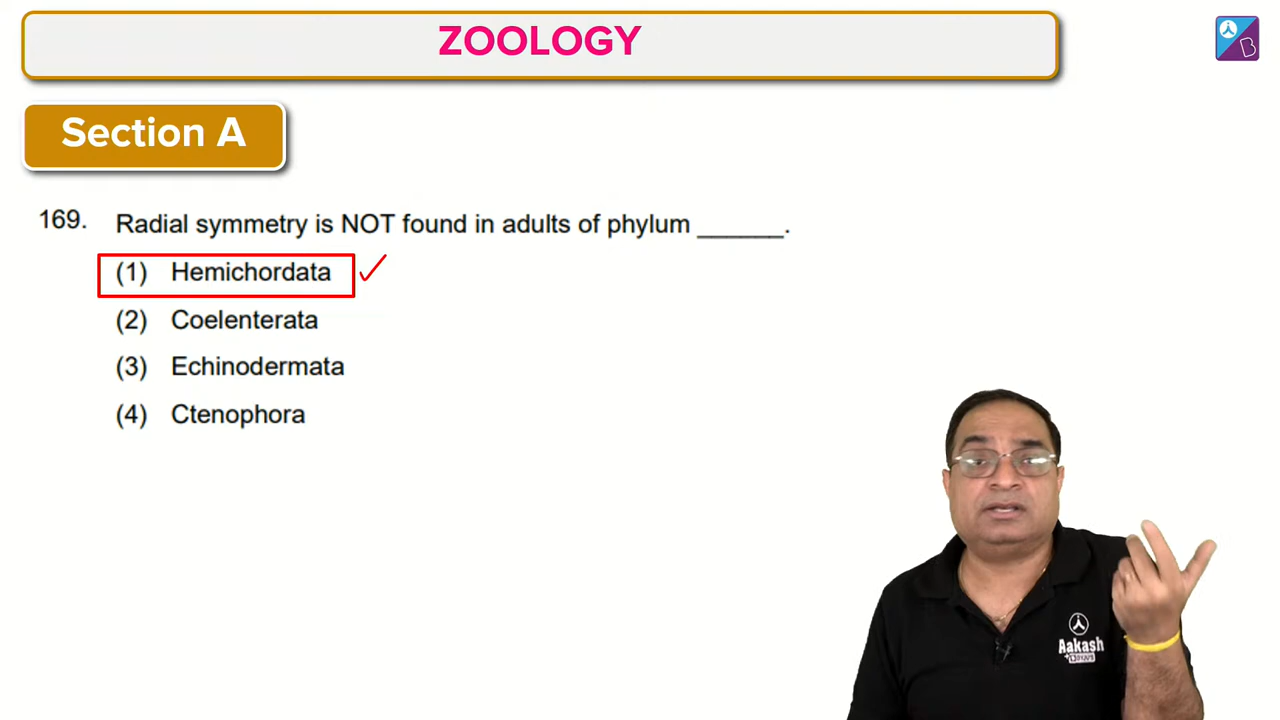 ZOOLOGY
Section A
169. Radial symmetry is NOT found in adults of phylum ______.
(1) Hemichordata
(2) Coelenterata
(3) Echinodermata
(4) Ctenophora
Aakash